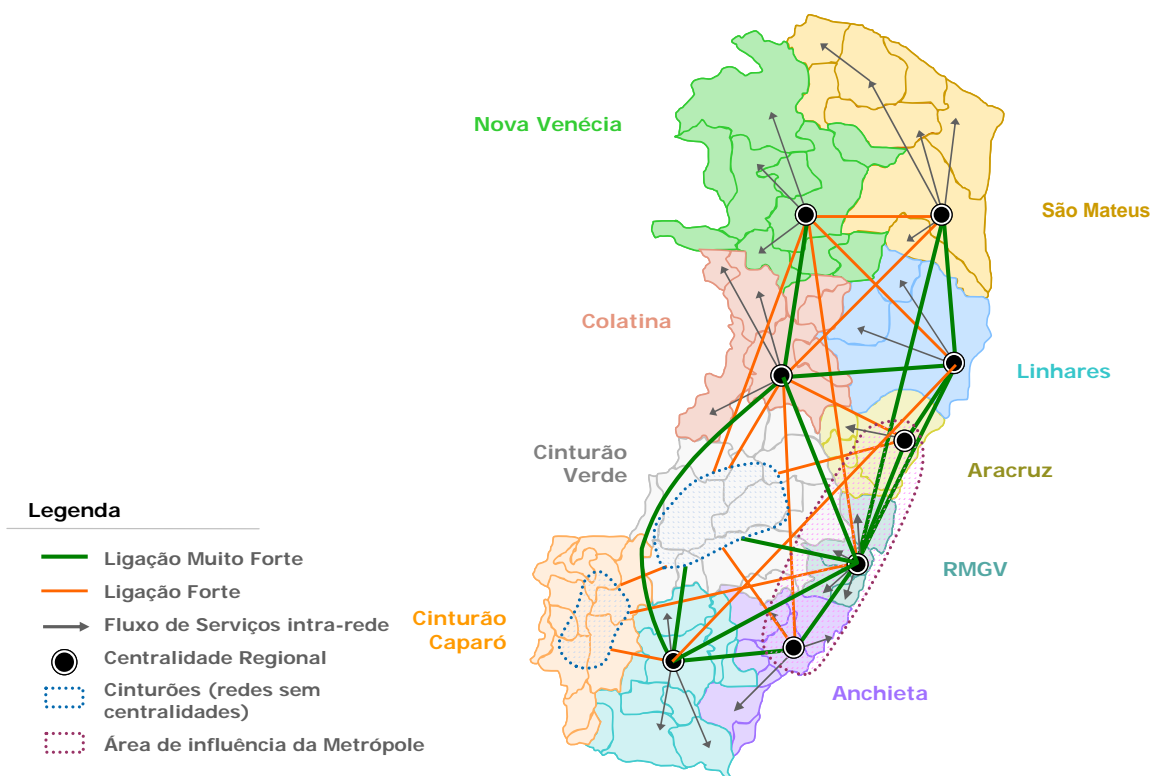 Nova Venécia
São Mateus
Colatina
Linhares
Cinturão
Verde
Aracruz
Legenda
Ligação Muito Forte
RMGV
Ligação Forte
Fluxo de Serviços intra-rede
Cinturão
Caparó
Centralidade Regional
Anchieta
Cinturões (redes sem
centralidades)
Área de influência da Metrópole